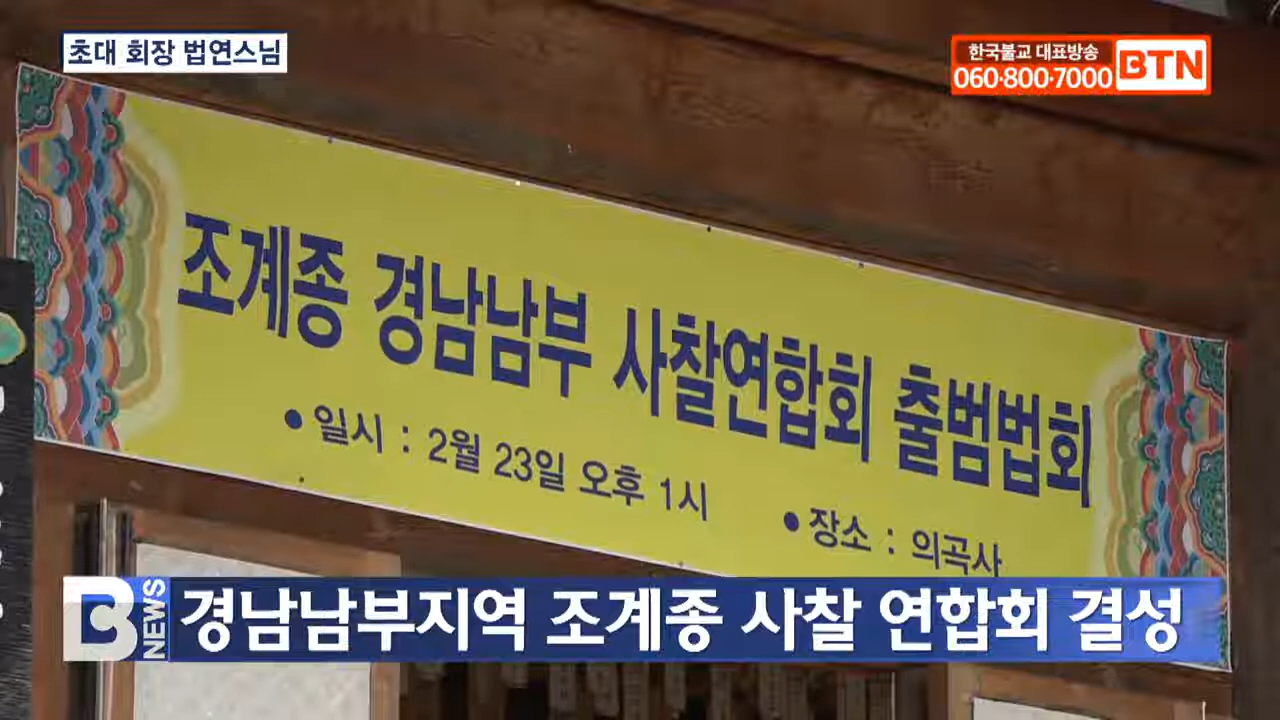 초대 회장 법연스님
한국불교 대표방송
060·800·7000
BTN
조계종 경남남부 사찰연합회 출범법회
• 일시 : 2월 23일 오후 1시
• 장소 : 의곡사
B NEWS
경남남부지역 조계종 사찰 연합회 결성